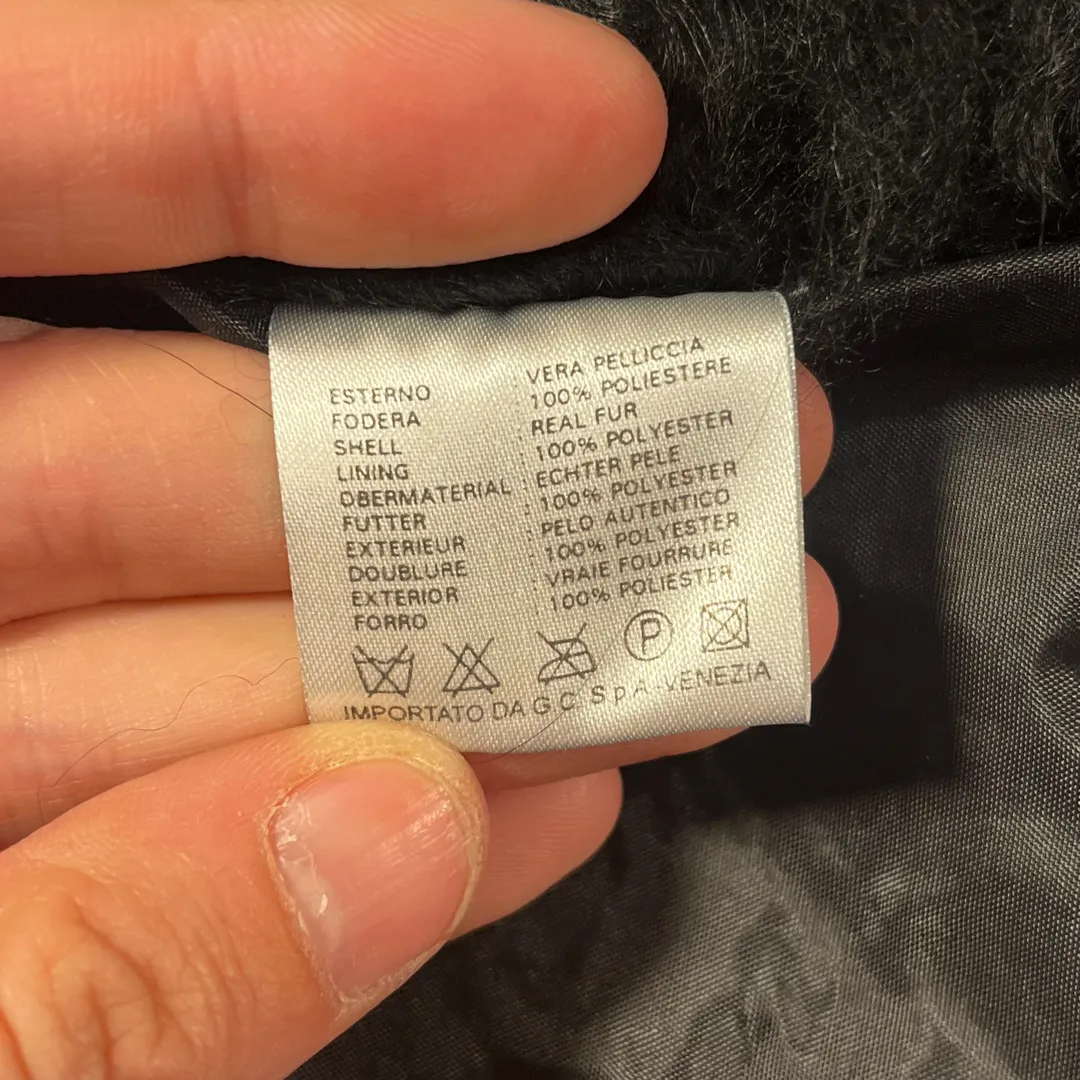 ESTERNO : VERA PELLICCIA
FODERA : 100% POLIESTERE
SHELL : REAL FUR
LINING : 100% POLYESTER
OBERMATERIAL : ECHTER PELE
FUTTER : 100% POLYESTER
EXTERIEUR : PELO AUTENTICO
DOUBLURE : 100% POLYESTER
EXTERIOR : VRAIE FOURRURE
FORRO : 100% POLIESTER
P
IMPORTATO DA G.C. S.p.A.-VENEZIA